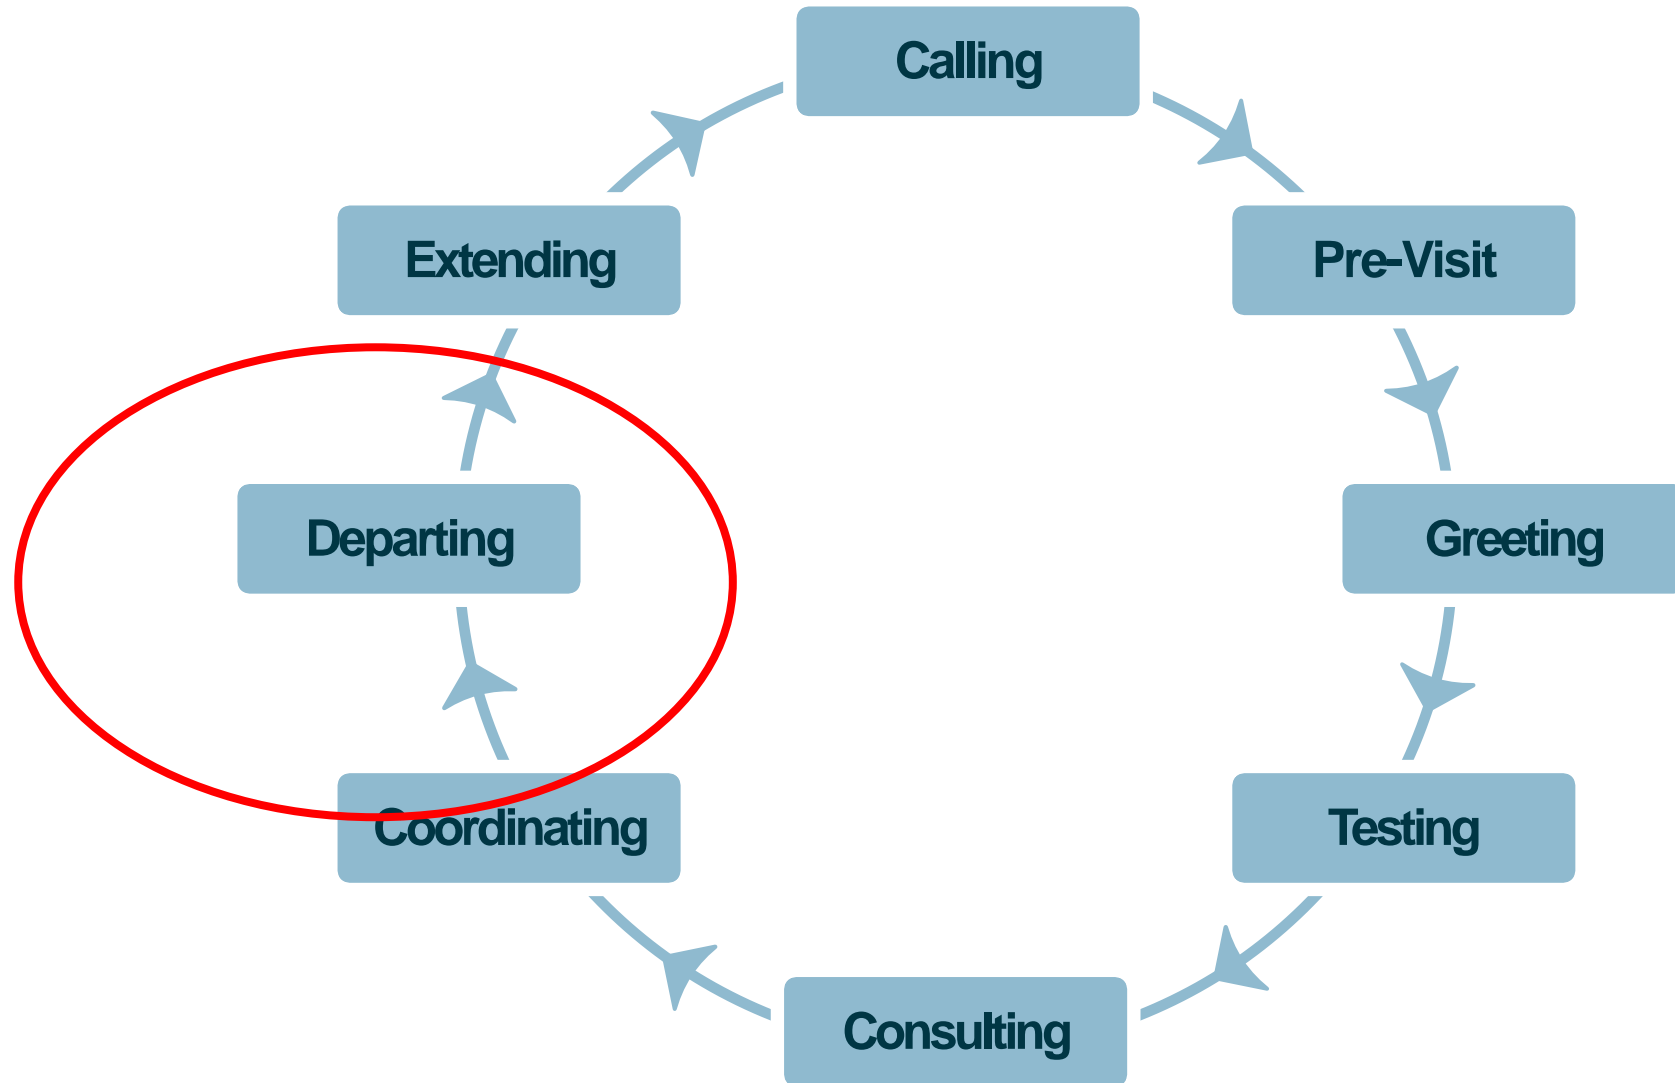 Calling
Pre-Visit
Greeting
Testing
Consulting
Coordinating
Departing
Extending